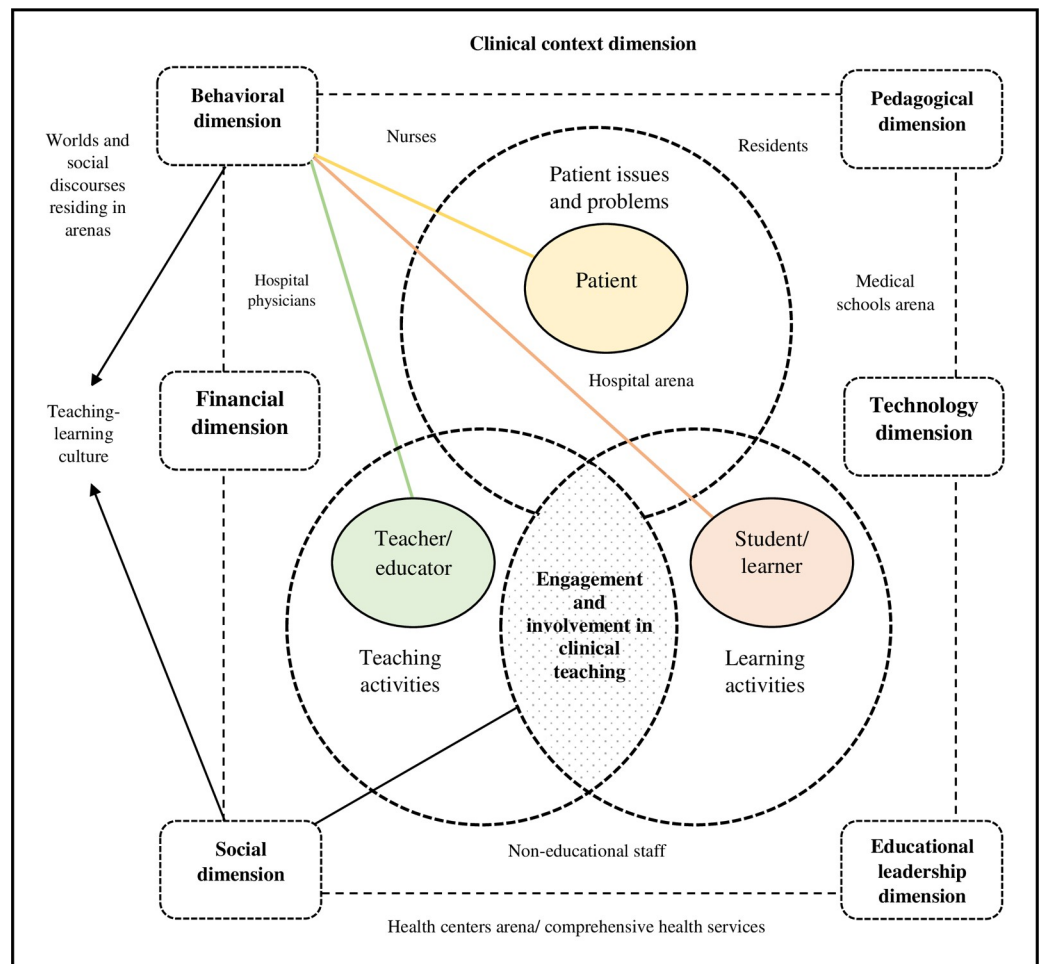 Clinical context dimension
Behavioral
dimension
Pedagogical
dimension
Nurses
Residents
Worlds and
social
discourses
residing in
arenas
Patient issues
and problems
Patient
Hospital
physicians
Medical
schools arena
Hospital arena
Financial
dimension
Technology
dimension
Teaching-
learning
culture
Teacher/
educator
Student/
learner
Engagement
and
involvement in
clinical
teaching
Teaching
activities
Learning
activities
Social
dimension
Non-educational staff
Educational
leadership
dimension
Health centers arena/ comprehensive health services